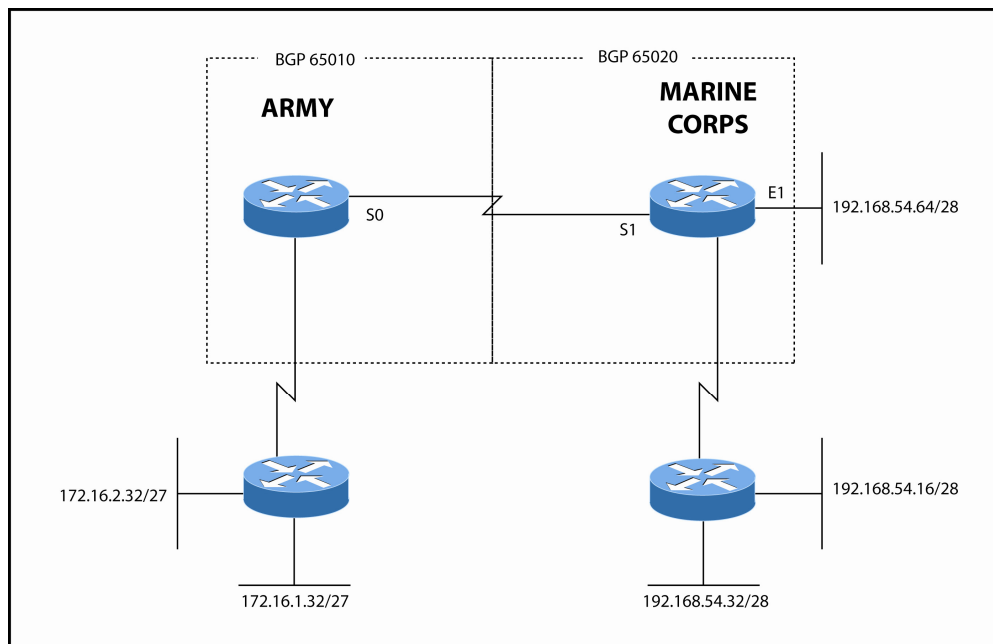 BGP 65010
BGP 65020
ARMY
MARINE
CORPS
S0
S1
E1
192.168.54.64/28
172.16.2.32/27
192.168.54.16/28
172.16.1.32/27
192.168.54.32/28